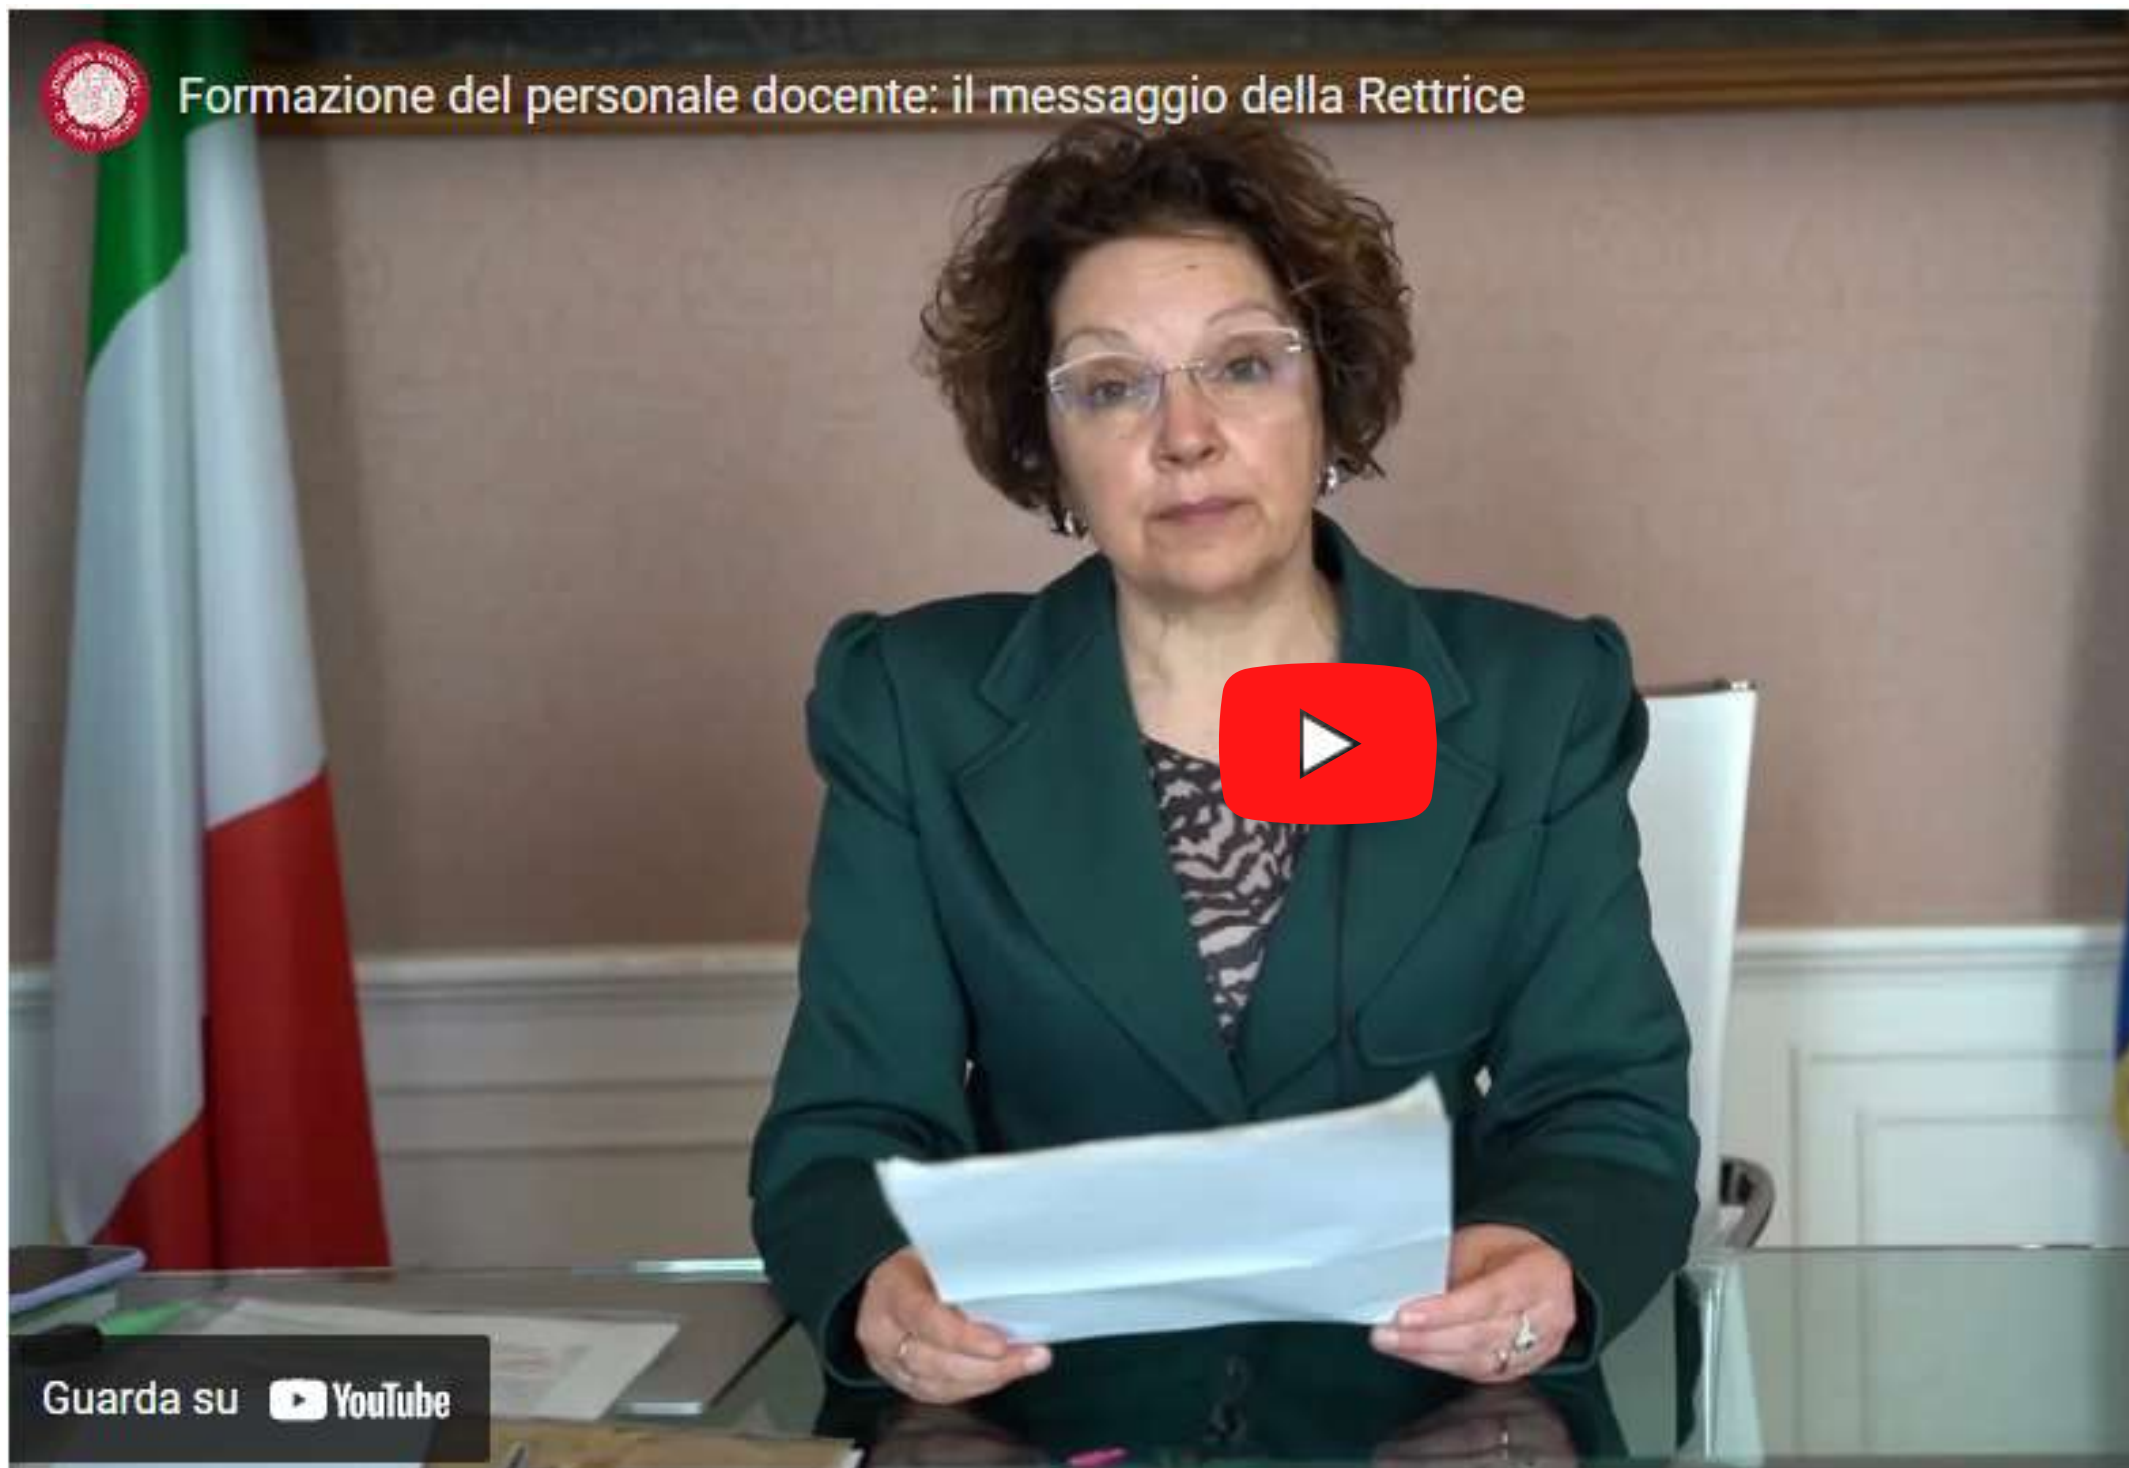 Formazione del personale docente: il messaggio della Rettrice
Guarda su YouTube